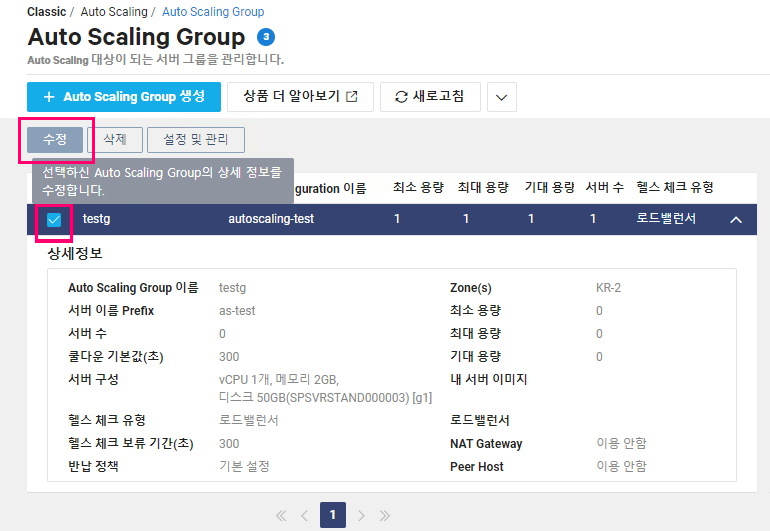 Classic / Auto Scaling / Auto Scaling Group
Auto Scaling Group 3
Auto Scaling 대상이 되는 서버 그룹을 관리합니다.
+ Auto Scaling Group 생성 상품 더 알아보기 새로고침
수정 삭제 설정 및 관리
선택하신 Auto Scaling Group의 상세 정보를
수정합니다.
guration 이름 최소 용량 최대 용량 기대 용량 서버 수 헬스 체크 유형
testg autoscaling-test 1 1 1 1 로드밸런서
상세정보
Auto Scaling Group 이름 testg Zone(s) KR-2
서버 이름 Prefix as-test 최소 용량 0
서버 수 0 최대 용량 0
쿨다운 기본값(초) 300 기대 용량 0
서버 구성 vCPU 1개, 메모리 2GB, 내 서버 이미지
디스크 50GB(SPSVRSTAND000003) [g1]
헬스 체크 유형 로드밸런서 로드밸런서
헬스 체크 보류 기간(초) 300 NAT Gateway 이용 안함
반납 정책 기본 설정 Peer Host 이용 안함
1